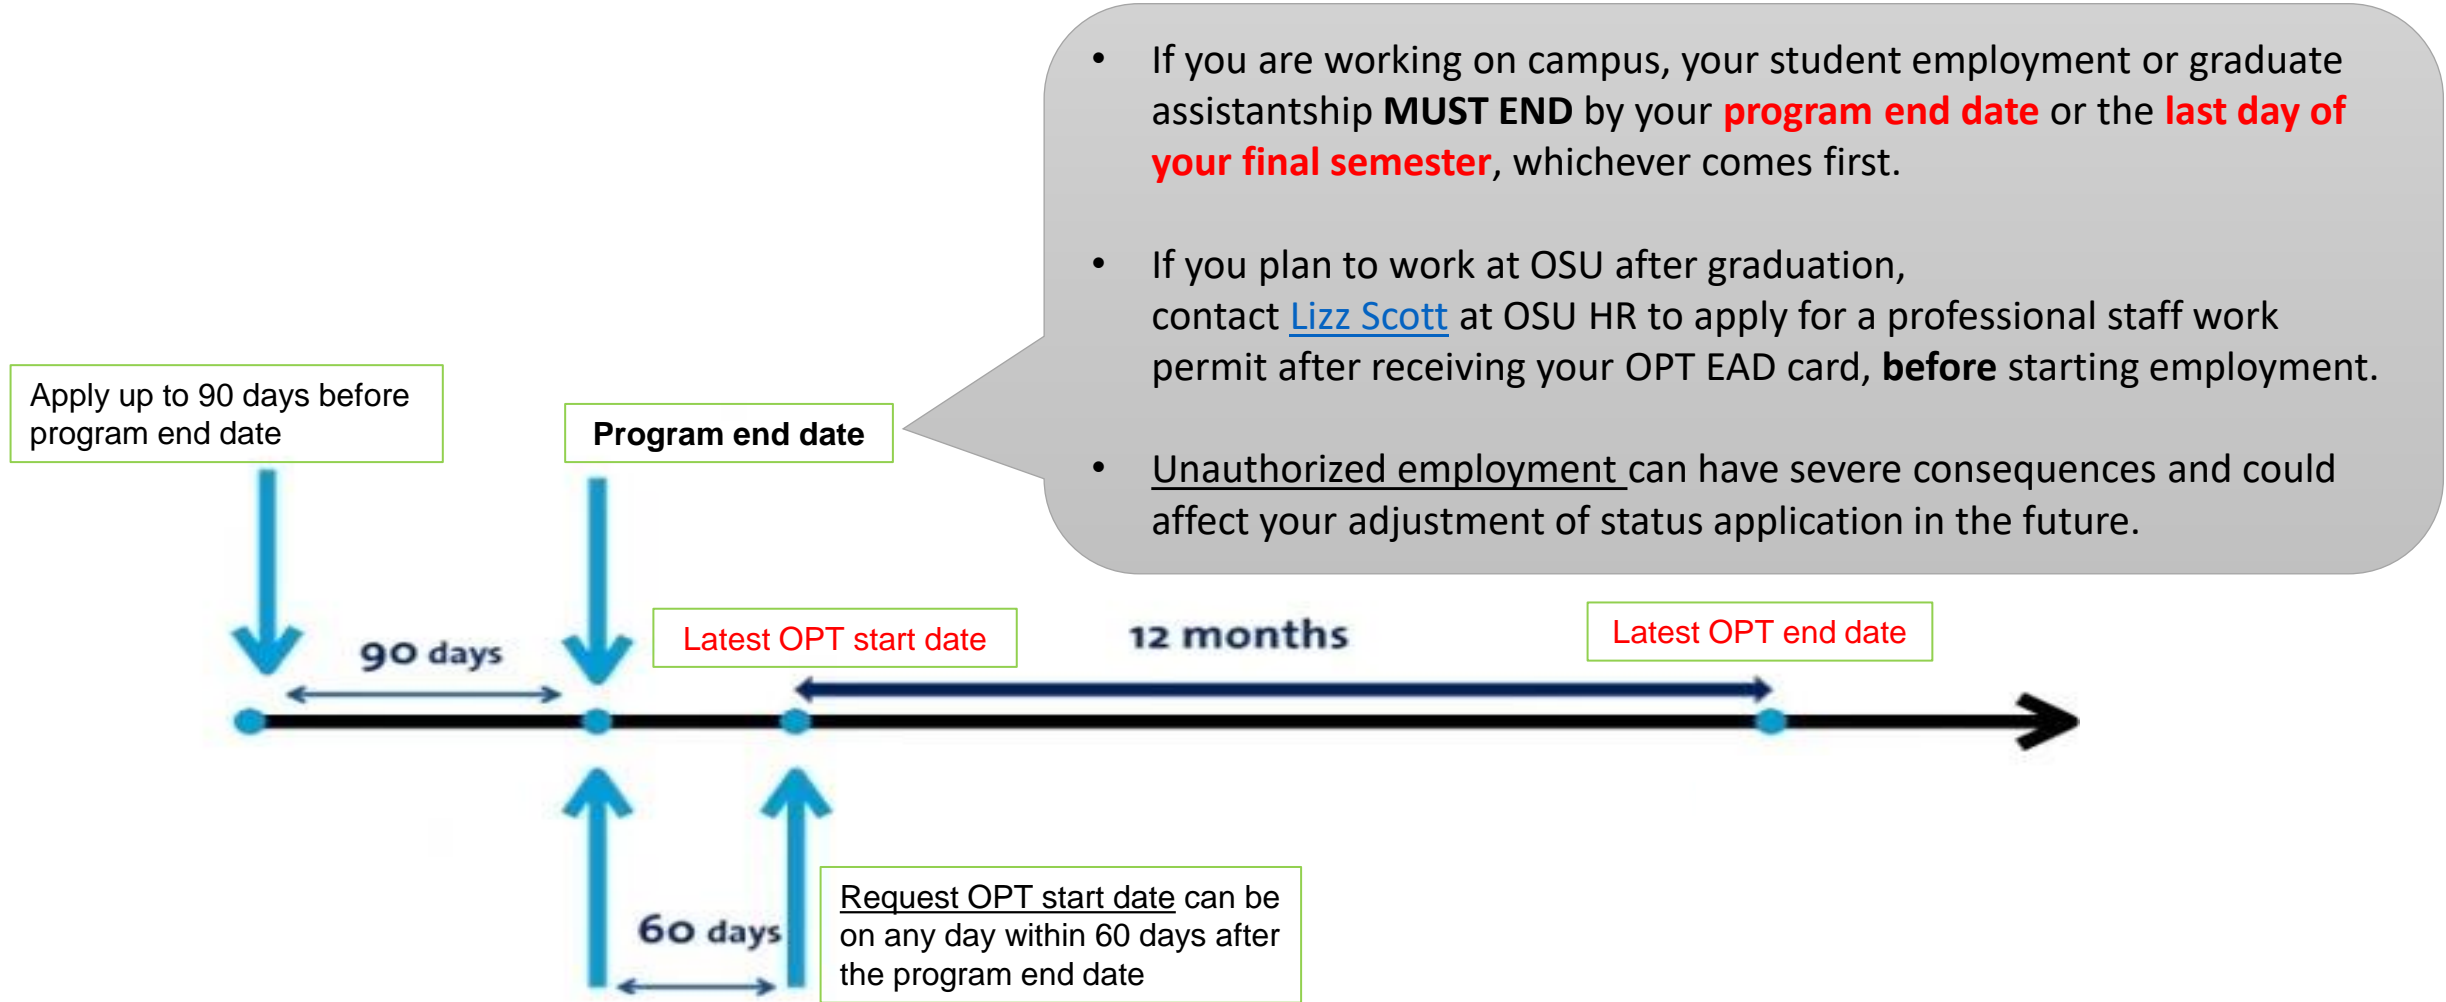 • If you are working on campus, your student employment or graduate
assistantship MUST END by your program end date or the last day of
your final semester, whichever comes first.
• If you plan to work at OSU after graduation,
contact Lizz Scott at OSU HR to apply for a professional staff work
permit after receiving your OPT EAD card, before starting employment.
• Unauthorized employment can have severe consequences and could
affect your adjustment of status application in the future.
Apply up to 90 days before
program end date
Program end date
90 days
Latest OPT start date
12 months
Latest OPT end date
60 days
Request OPT start date can be
on any day within 60 days after
the program end date